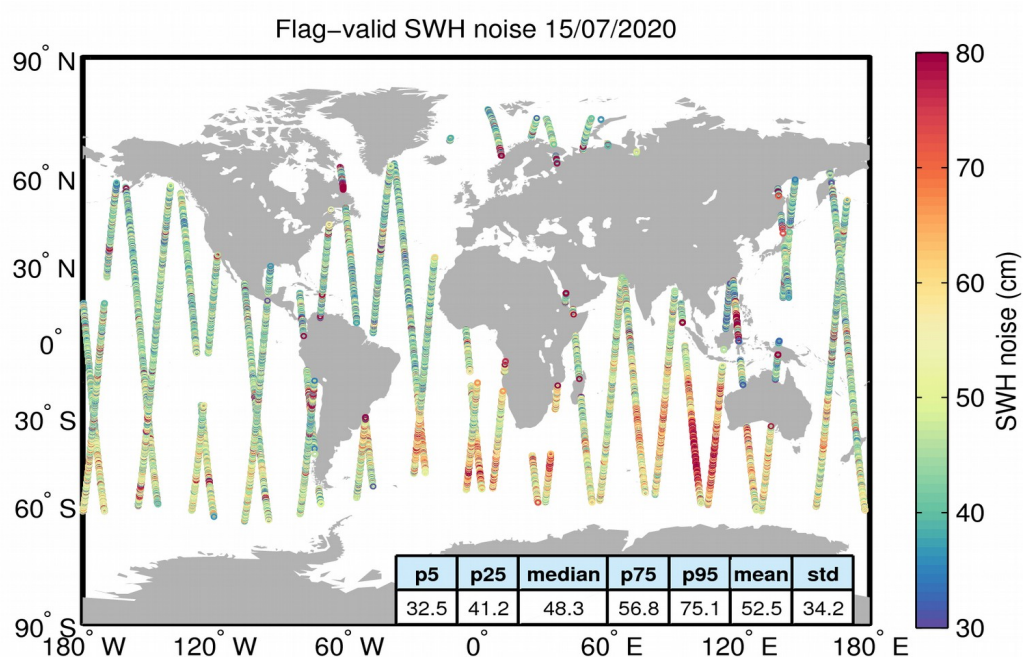 Flag−valid SWH noise 15/07/2020
90° N
60° N
30° N
0°
30° S
60° S
90° S
180° W
120° W
60° W
0°
60° E
120° E
180° E
80
70
60
50
40
30
SWH noise (cm)
p5 p25 median p75 p95 mean std
32.5 41.2 48.3 56.8 75.1 52.5 34.2